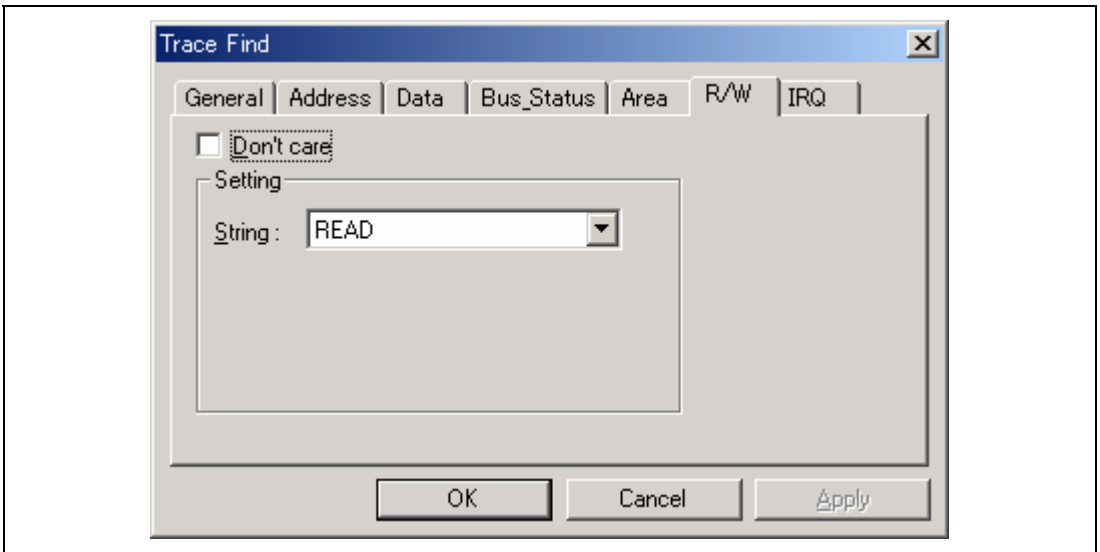 Trace Find
General Address Data Bus_Status Area R/W IRQ
Don't care
Setting
String : READ
OK Cancel Apply